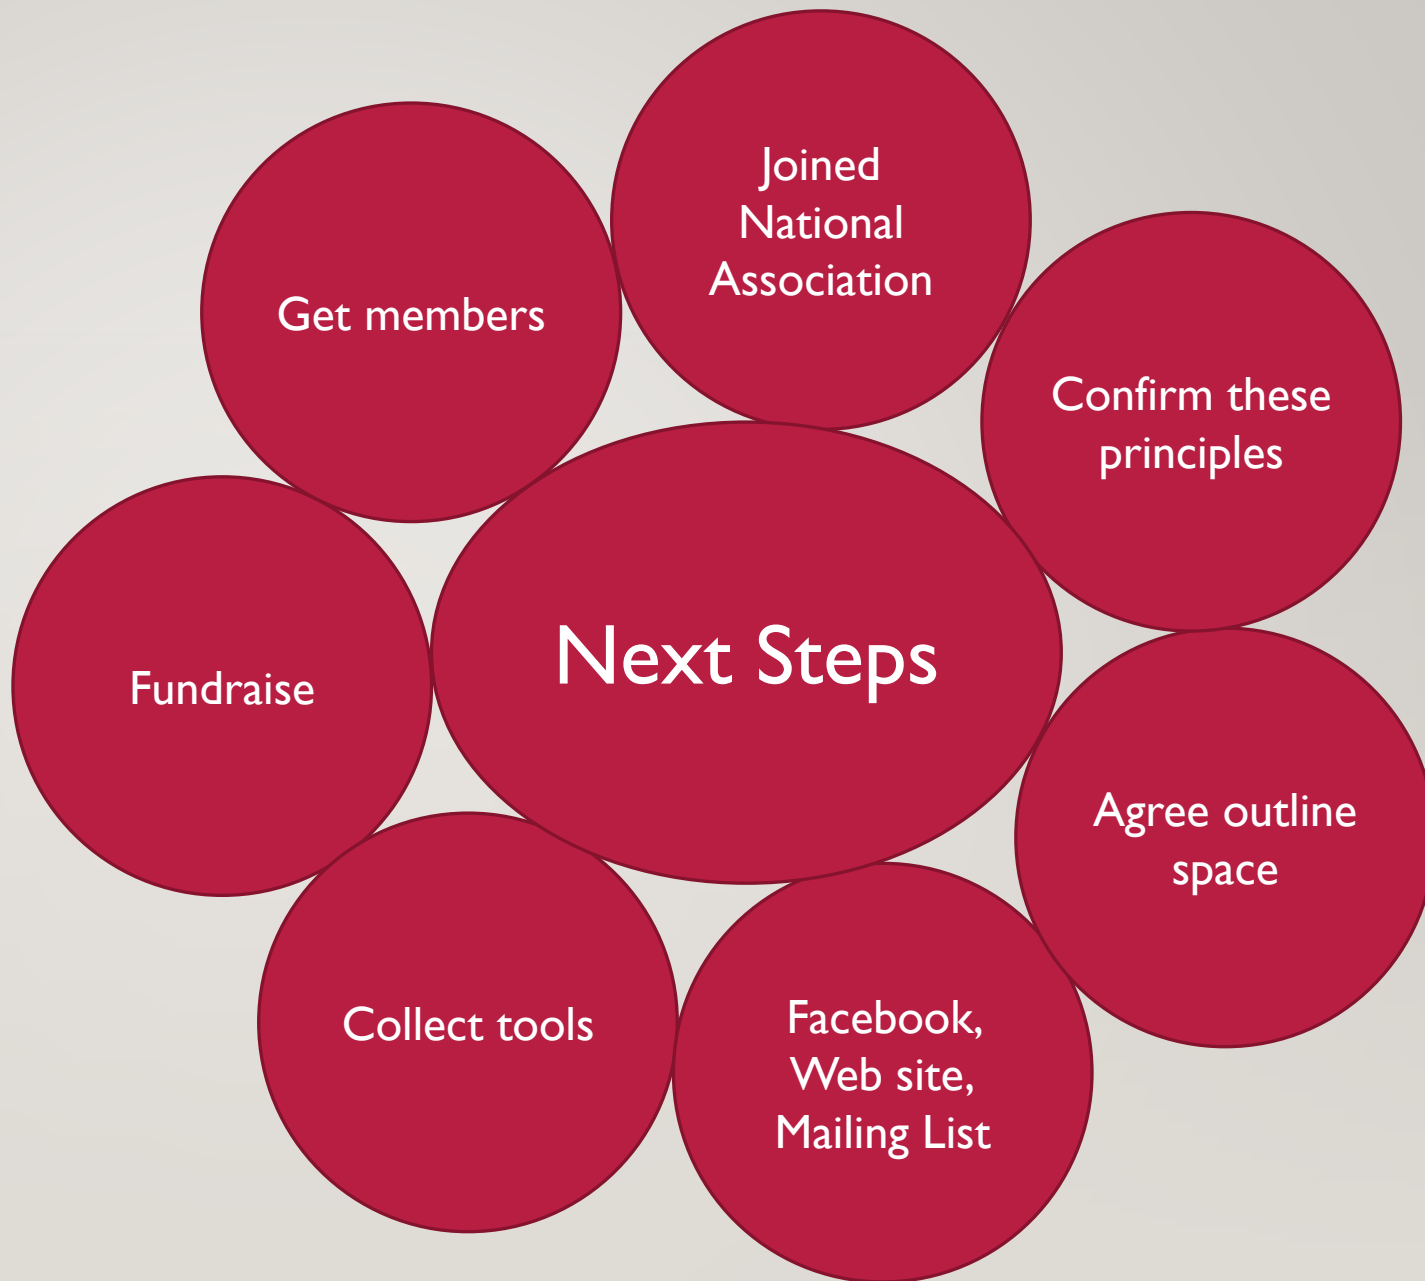 Joined
National
Association
Get members
Confirm these
principles
Next Steps
Fundraise
Agree outline
space
Collect tools
Facebook,
Web site,
Mailing List